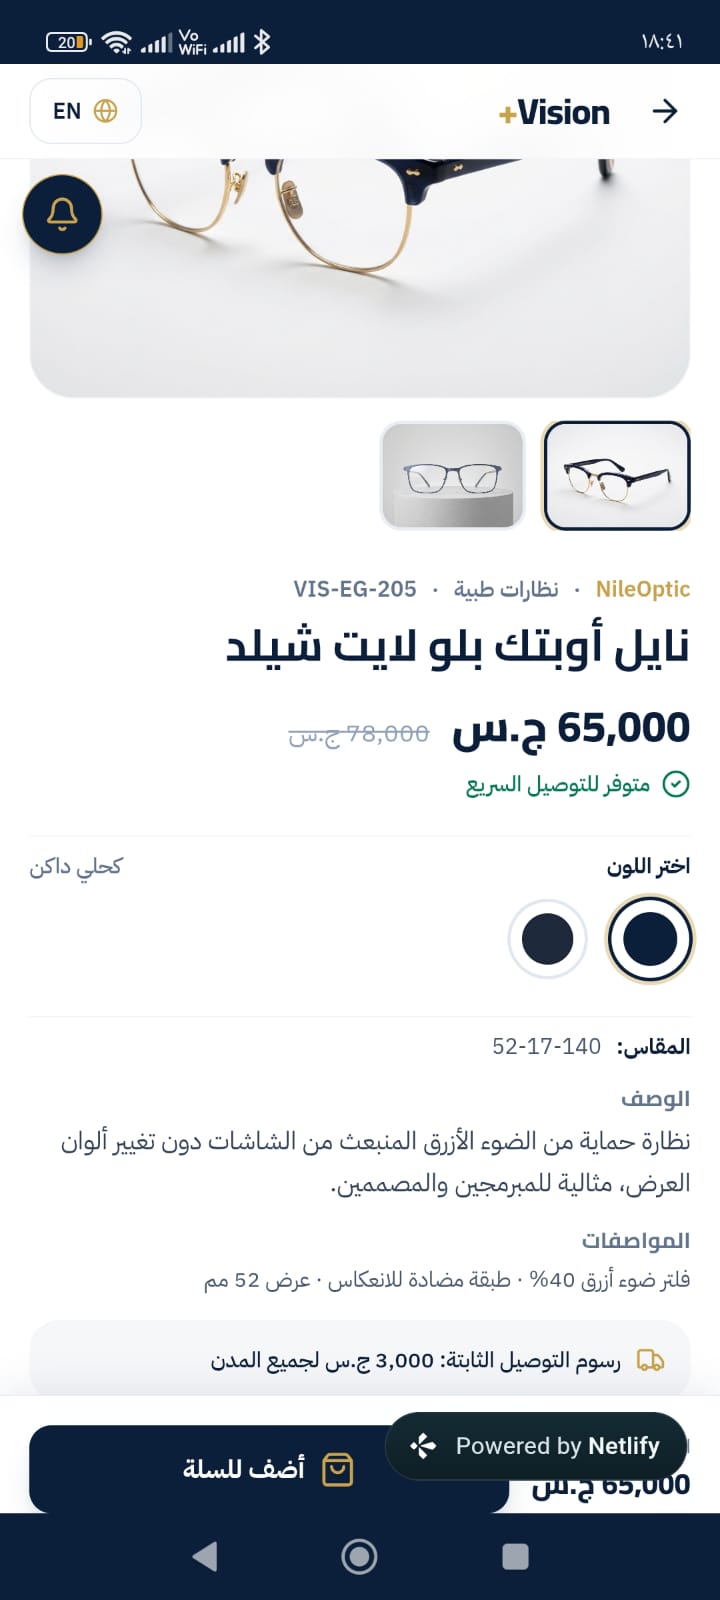 20 Vo WiFi ١٨:٤١
Vision+ EN
NileOptic · نظارات طبية · VIS-EG-205
نايل أوبتك بلو لايت شيلد
65,000 ج.س 78,000 ج.س
متوفر للتوصيل السريع
اختر اللون كحلي داكن
المقاس: 52-17-140
الوصف
نظارة حماية من الضوء الأزرق المنبعث من الشاشات دون تغيير ألوان
العرض، مثالية للمبرمجين والمصممين.
المواصفات
فلتر ضوء أزرق 40% · طبقة مضادة للانعكاس · عرض 52 مم
رسوم التوصيل الثابتة: 3,000 ج.س لجميع المدن
Powered by Netlify
65,000 ج.س
أضف للسلة